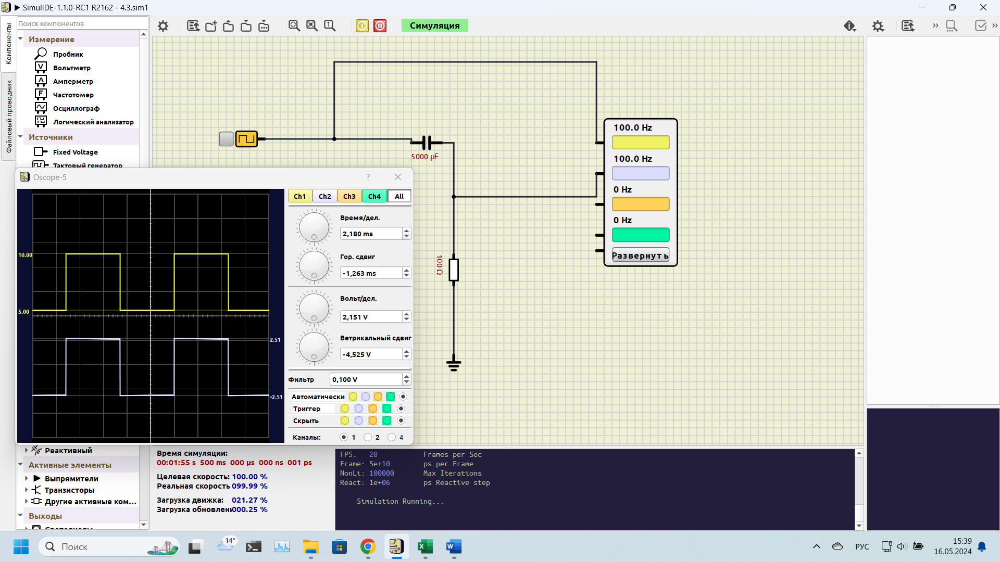 SimulIDE-1.1.0-RC1 R2162 - 4.3.sim1
Компоненты
Файловый проводник
Поиск компонентов
Измерение
Пробник
Вольтметр
Амперметр
Частотомер
Осциллограф
Логический анализатор
Источники
Fixed Voltage
Тактовый генератор
Симуляция
5000 µF
100 Ω
100.0 Hz
100.0 Hz
0 Hz
0 Hz
Развернуть
Oscope-5
?
10.00
5.00
2.51
-2.51
Ch1 Ch2 Ch3 Ch4 All
Время/дел.
2,180 ms
Гор. сдвиг
-1,263 ms
Вольт/дел.
2,151 V
Ветрикальный сдвиг
-4,525 V
Фильтр 0,100 V
Автоматически
Триггер
Скрыть
Каналы: 1 2 4
Реактивный
Активные элементы
Выпрямители
Транзисторы
Другие активные ком...
Выходы
Время симуляции:
00:01:55 s 500 ms 000 µs 000 ns 001 ps
Целевая скорость: 100.00 %
Реальная скорость 099.99 %
Загрузка движка: 021.27 %
Загрузка обновлени 000.25 %
FPS: 20 Frames per Sec
Frame: 5e+10 ps per Frame
NonLi: 100000 Max Iterations
React: 1e+06 ps Reactive step
Simulation Running...
Поиск
14°
РУС
15:39
16.05.2024